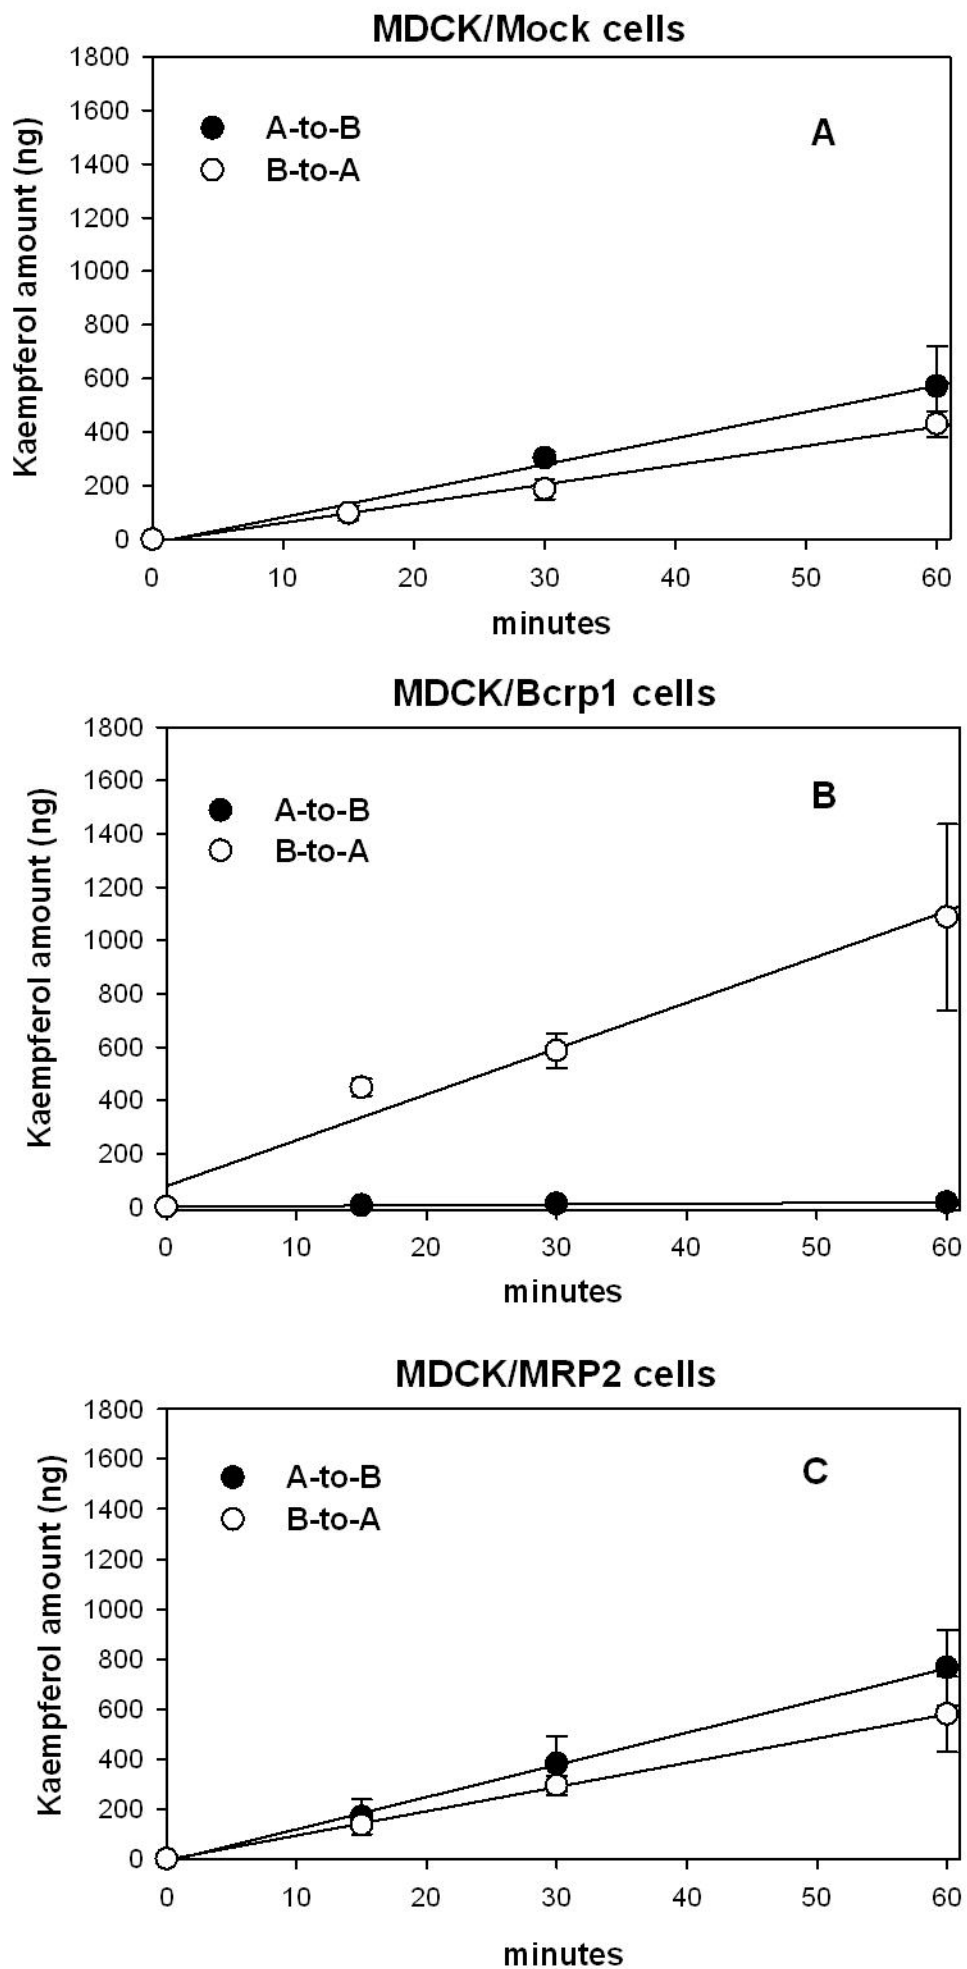 MDCK/Mock cells
1800
1600
1400
1200
1000
800
600
400
200
0
Kaempferol amount (ng)
A-to-B
B-to-A
A
0 10 20 30 40 50 60
minutes
MDCK/Bcrp1 cells
1800
1600
1400
1200
1000
800
600
400
200
0
Kaempferol amount (ng)
A-to-B
B-to-A
B
0 10 20 30 40 50 60
minutes
MDCK/MRP2 cells
1800
1600
1400
1200
1000
800
600
400
200
0
Kaempferol amount (ng)
A-to-B
B-to-A
C
0 10 20 30 40 50 60
minutes